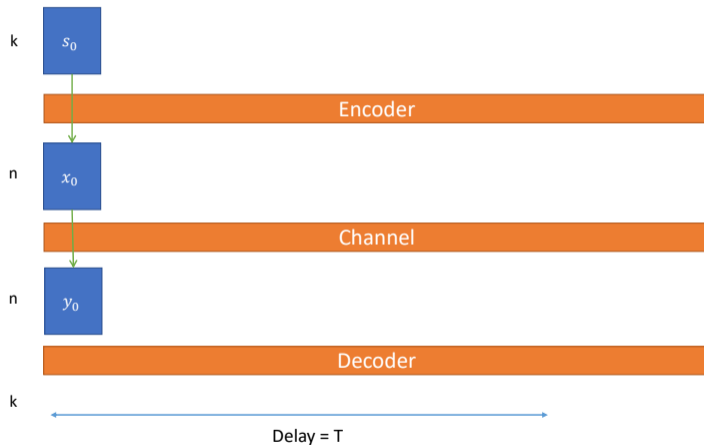 k
s₀
Encoder
n
x₀
Channel
n
y₀
Decoder
k
Delay = T